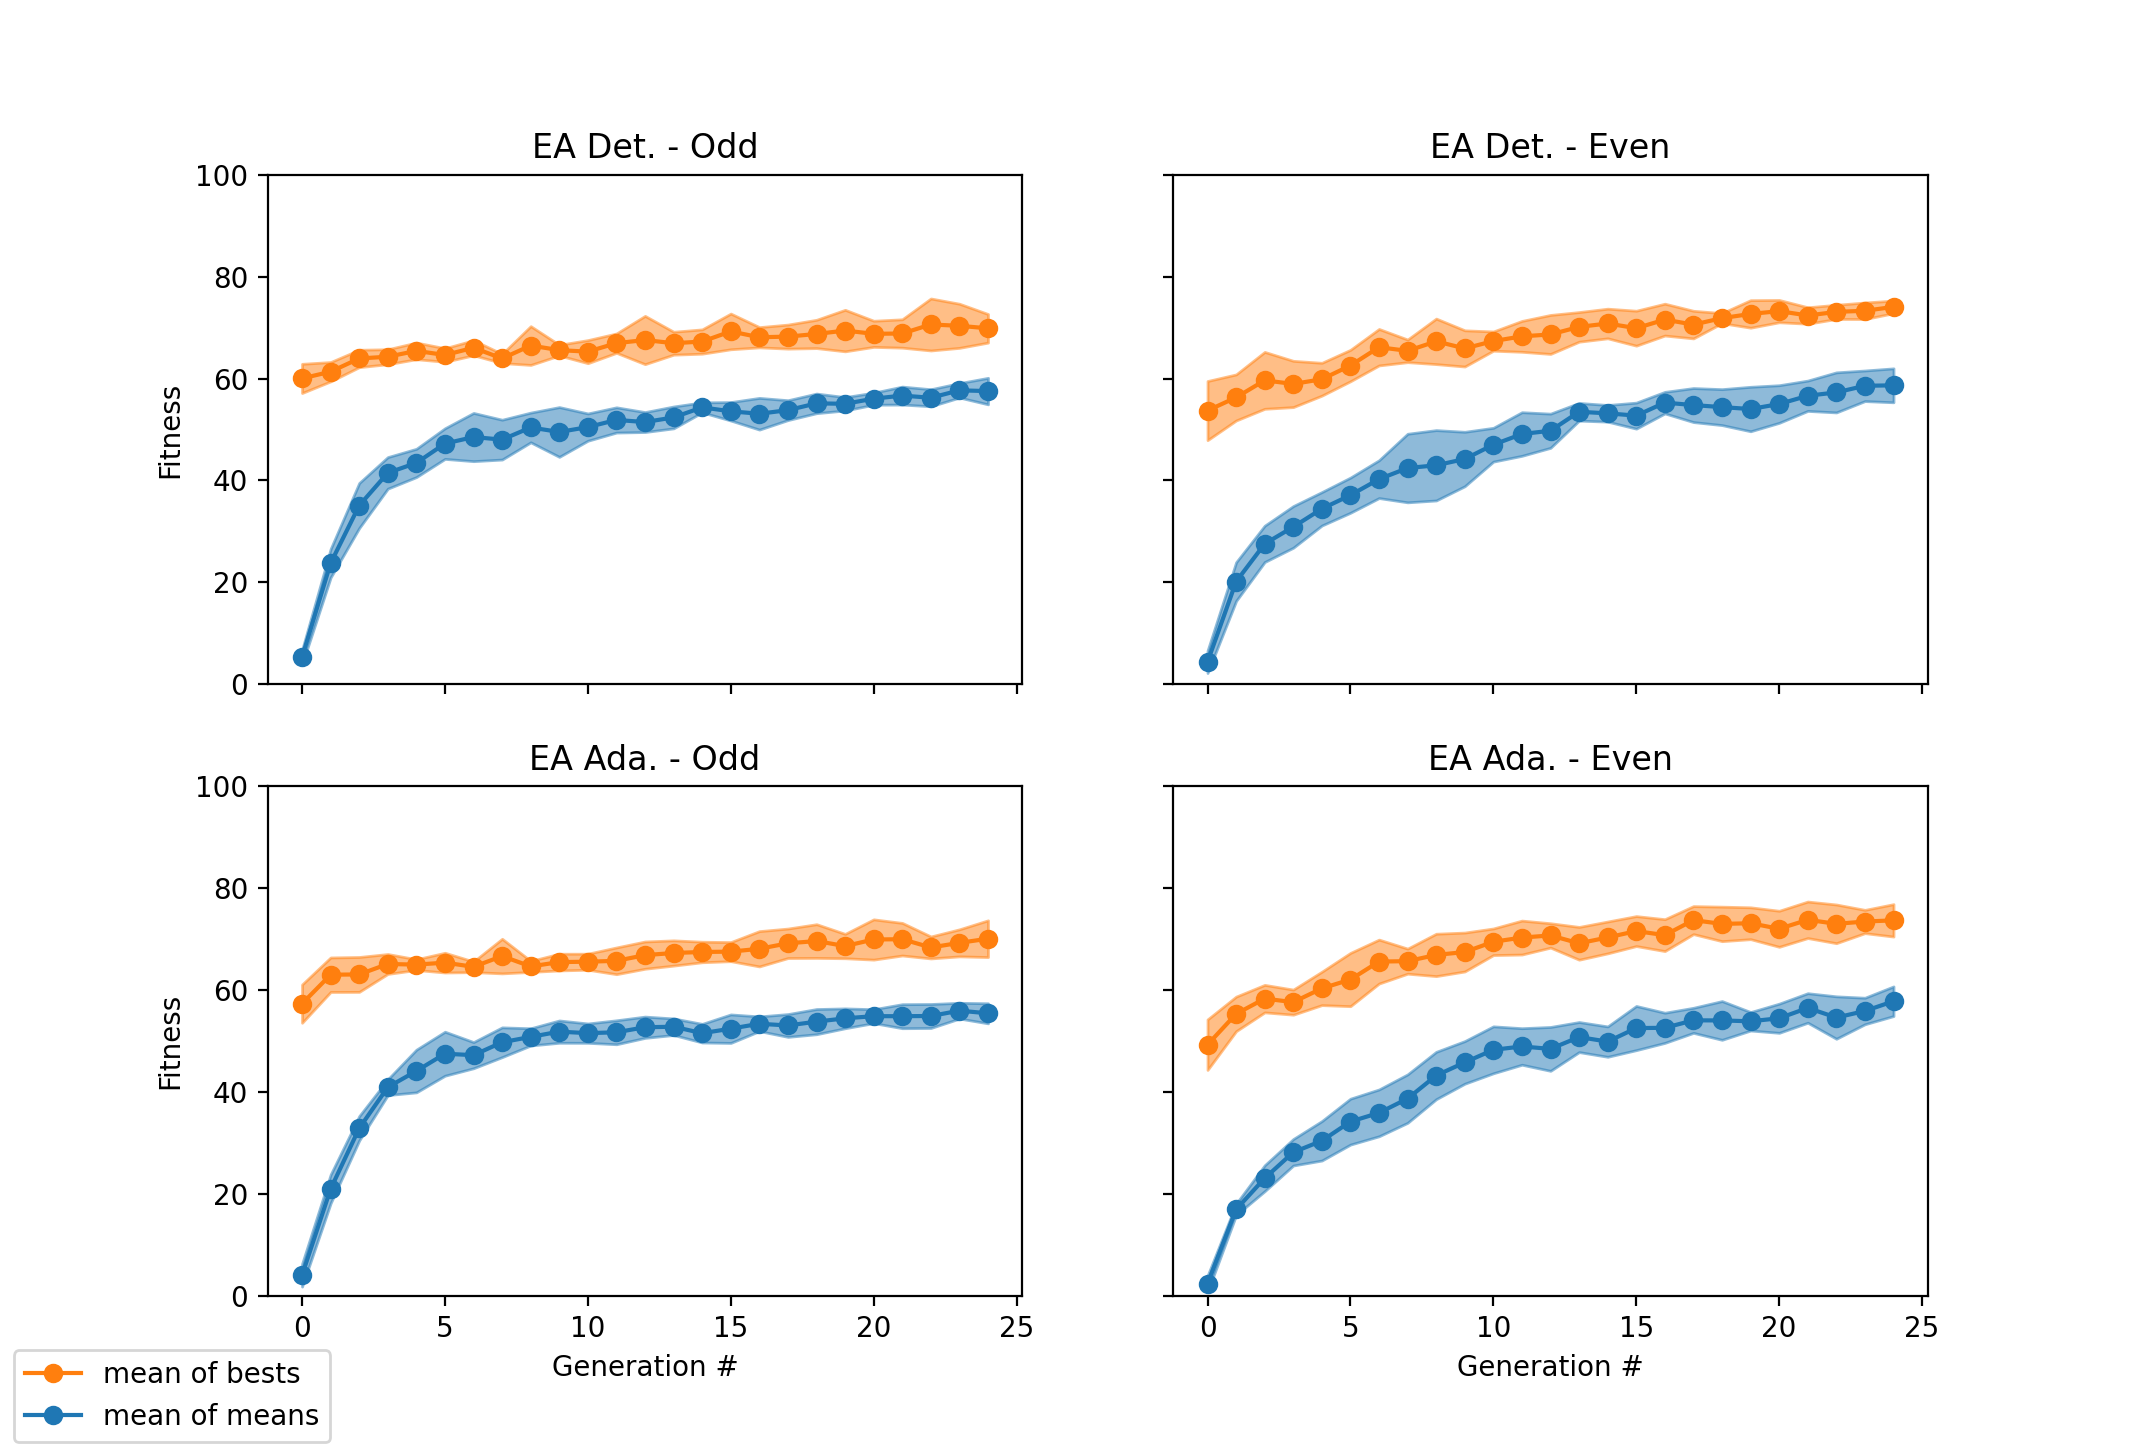 EA Det. - Odd
EA Det. - Even
100
80
60
40
20
0
Fitness
EA Ada. - Odd
EA Ada. - Even
100
80
60
40
20
0
Fitness
0 5 10 15 20 25
0 5 10 15 20 25
Generation #
Generation #
mean of bests
mean of means